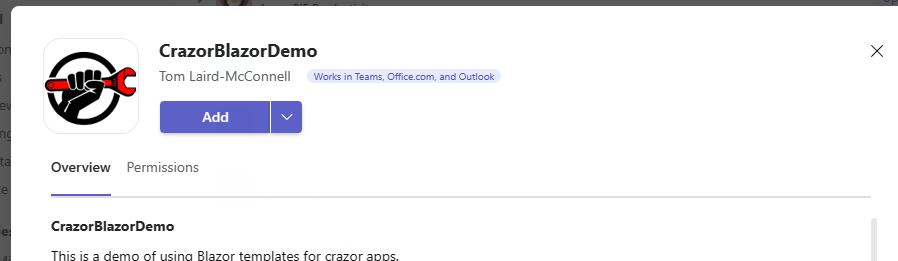 CrazorBlazorDemo
Tom Laird-McConnell Works in Teams, Office.com, and Outlook
Add
Overview Permissions
CrazorBlazorDemo
This is a demo of using Blazor templates for crazor apps.